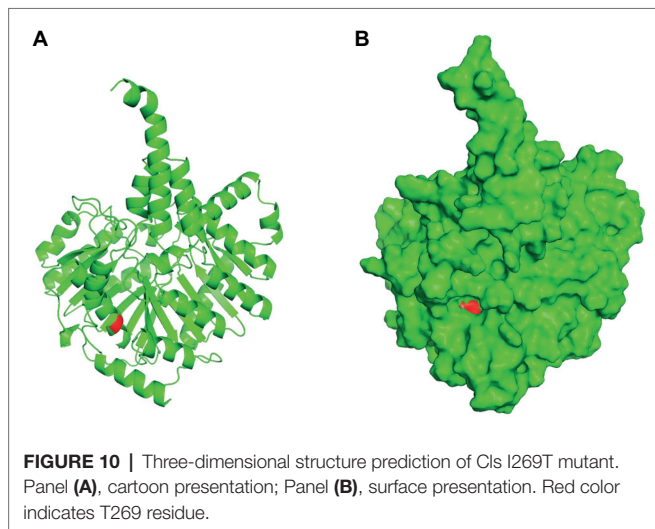 A
B
FIGURE 10 | Three-dimensional structure prediction of Cls I269T mutant.
Panel (A), cartoon presentation; Panel (B), surface presentation. Red color
indicates T269 residue.